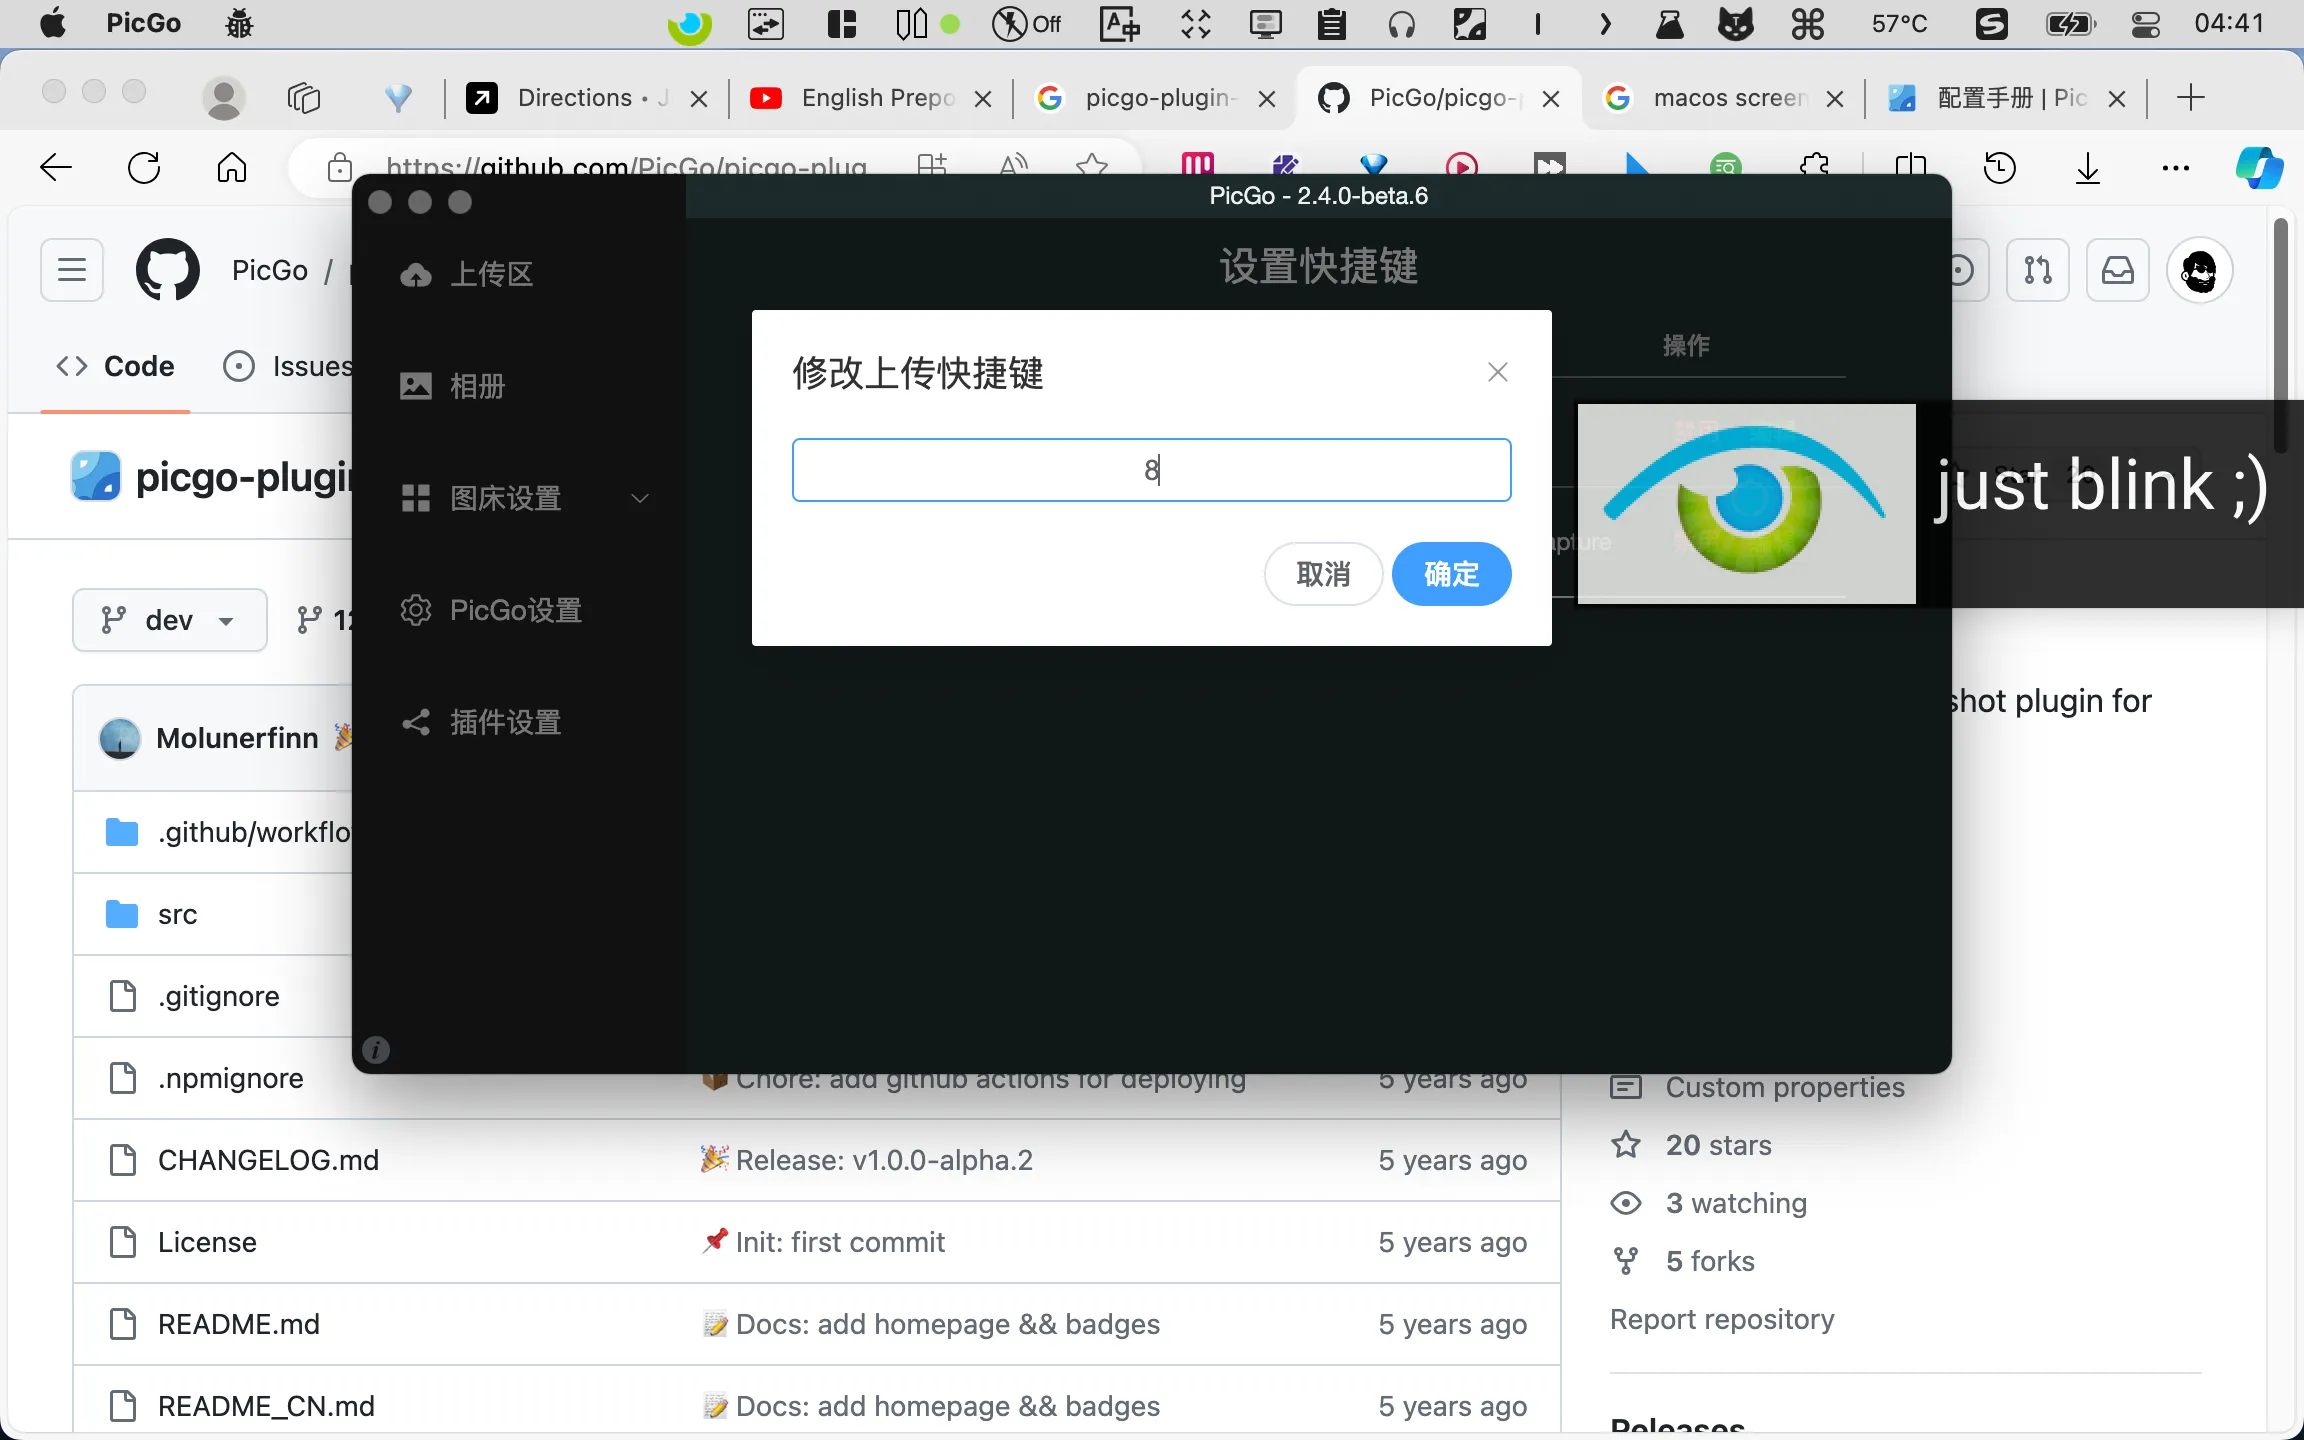 PicGo
Off
57°C
04:41
Directions • J
English Prepo
picgo-plugin-
PicGo/picgo-p
macos screen
配置手册 | Pic
https://github.com/PicGo/picgo-plug
PicGo - 2.4.0-beta.6
PicGo /
上传区
设置快捷键
操作
Code
Issues
相册
修改上传快捷键
8
取消
确定
just blink ;)
picgo-plugin
图床设置
apture
dev
12
PicGo设置
shot plugin for
Molunerfinn
插件设置
.github/workflo
src
.gitignore
.npmignore
Chore: add github actions for deploying
5 years ago
Custom properties
CHANGELOG.md
Release: v1.0.0-alpha.2
5 years ago
20 stars
3 watching
License
Init: first commit
5 years ago
5 forks
README.md
Docs: add homepage && badges
5 years ago
Report repository
README_CN.md
Docs: add homepage && badges
5 years ago
Releases